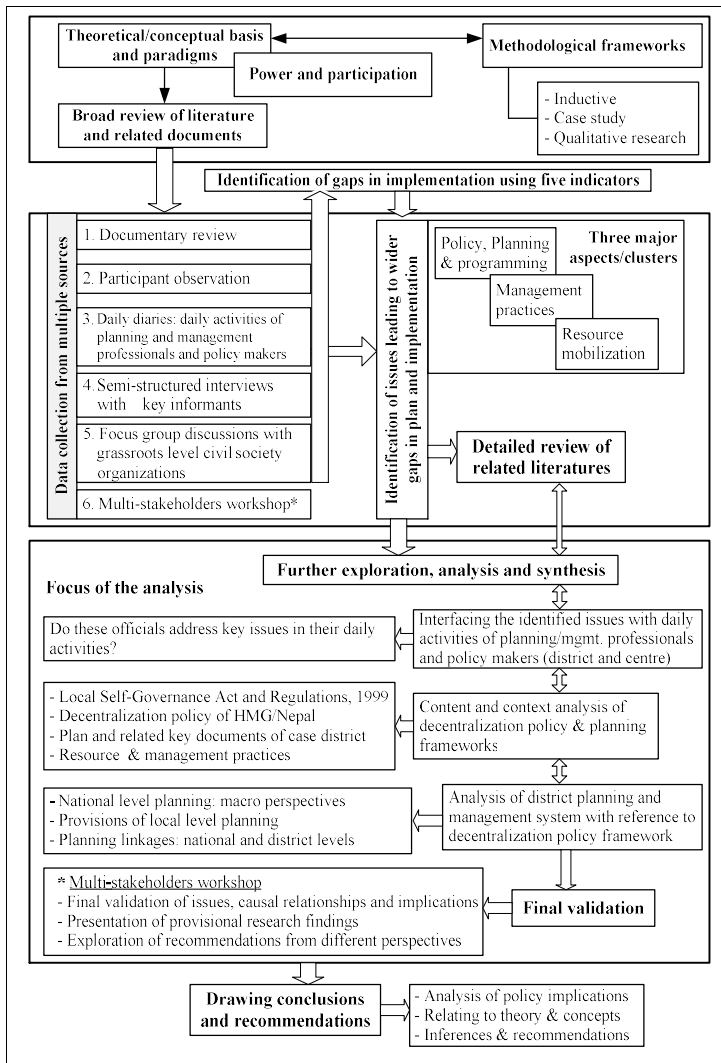 Theoretical/conceptual basis
and paradigms
Power and participation
Methodological frameworks
- Inductive
- Case study
- Qualitative research
Broad review of literature
and related documents
Identification of gaps in implementation using five indicators
Data collection from multiple sources
1. Documentary review
2. Participant observation
3. Daily diaries: daily activities of
planning and management
professionals and policy makers
4. Semi-structured interviews
with key informants
5. Focus group discussions with
grassroots level civil society
organizations
6. Multi-stakeholders workshop*
Identification of issues leading to wider
gaps in plan and implementation
Three major
aspects/clusters
Policy, Planning
& programming
Management
practices
Resource
mobilization
Detailed review of
related literatures
Further exploration, analysis and synthesis
Focus of the analysis
Do these officials address key issues in their daily
activities?
Interfacing the identified issues with daily
activities of planning/mgmt. professionals
and policy makers (district and centre)
- Local Self-Governance Act and Regulations, 1999
- Decentralization policy of HMG/Nepal
- Plan and related key documents of case district
- Resource & management practices
Content and context analysis of
decentralization policy & planning
frameworks
- National level planning: macro perspectives
- Provisions of local level planning
- Planning linkages: national and district levels
Analysis of district planning and
management system with reference to
decentralization policy framework
* Multi-stakeholders workshop
- Final validation of issues, causal relationships and implications
- Presentation of provisional research findings
- Exploration of recommendations from different perspectives
Final validation
Drawing conclusions
and recommendations
- Analysis of policy implications
- Relating to theory & concepts
- Inferences & recommendations